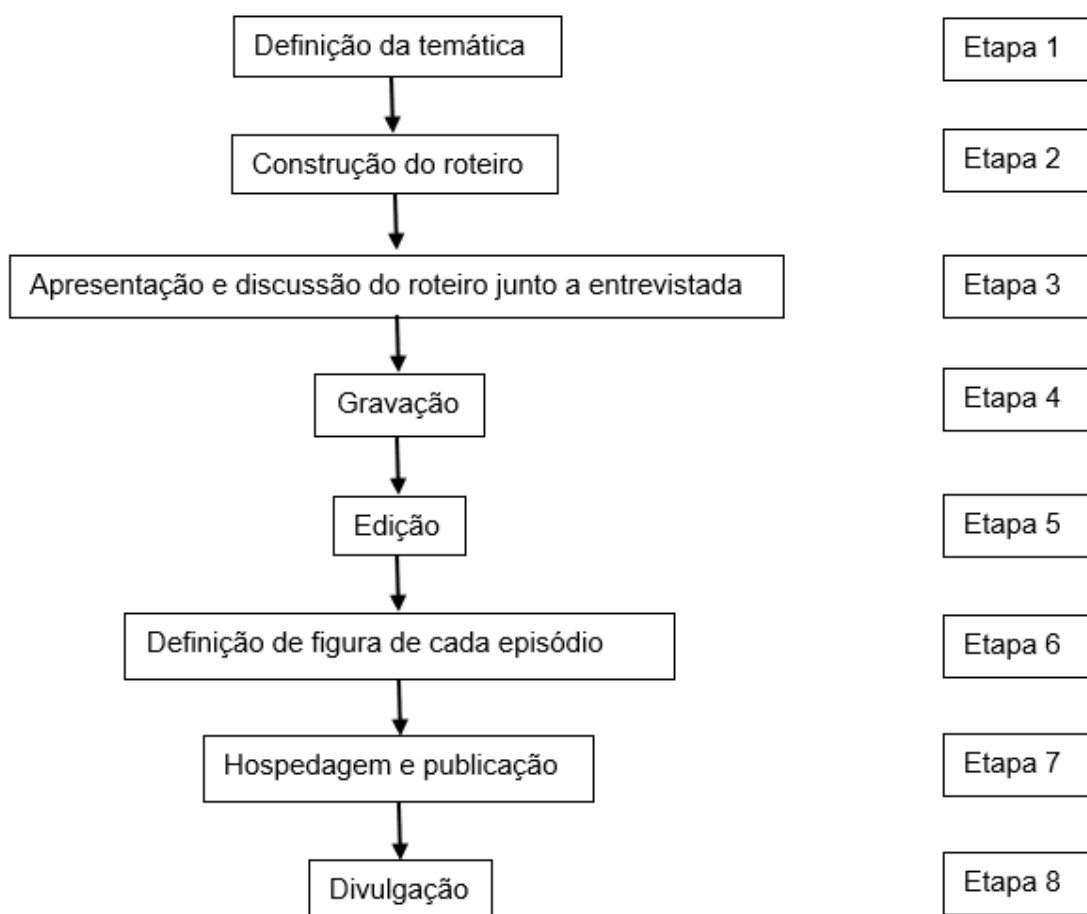 Definição da temática
Etapa 1
Construção do roteiro
Etapa 2
Apresentação e discussão do roteiro junto a entrevistada
Etapa 3
Gravação
Etapa 4
Edição
Etapa 5
Definição de figura de cada episódio
Etapa 6
Hospedagem e publicação
Etapa 7
Divulgação
Etapa 8